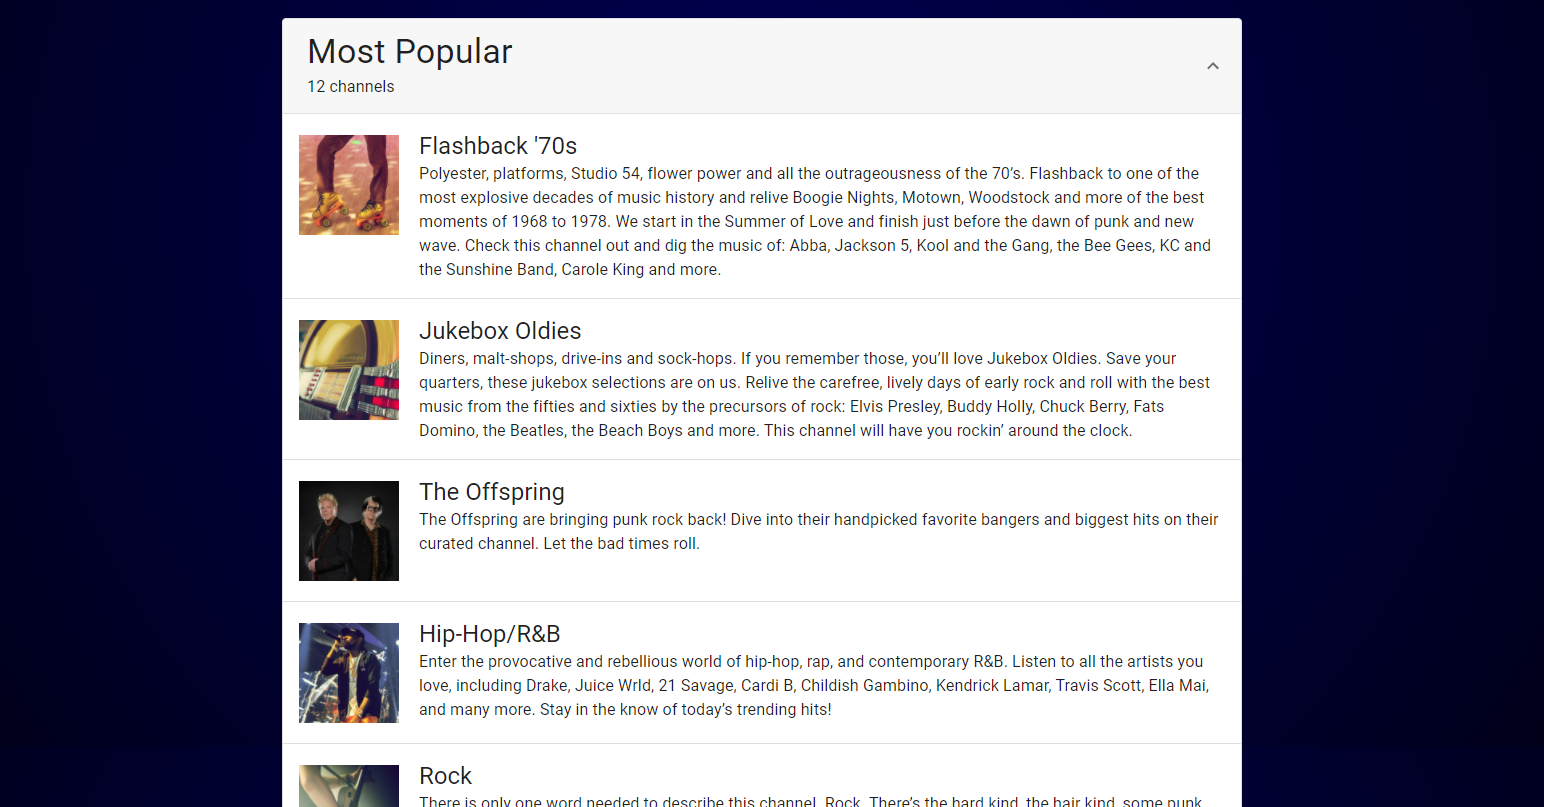 Most Popular
12 channels
Flashback '70s
Polyester, platforms, Studio 54, flower power and all the outrageousness of the 70’s. Flashback to one of the
most explosive decades of music history and relive Boogie Nights, Motown, Woodstock and more of the best
moments of 1968 to 1978. We start in the Summer of Love and finish just before the dawn of punk and new
wave. Check this channel out and dig the music of: Abba, Jackson 5, Kool and the Gang, the Bee Gees, KC and
the Sunshine Band, Carole King and more.
Jukebox Oldies
Diners, malt-shops, drive-ins and sock-hops. If you remember those, you’ll love Jukebox Oldies. Save your
quarters, these jukebox selections are on us. Relive the carefree, lively days of early rock and roll with the best
music from the fifties and sixties by the precursors of rock: Elvis Presley, Buddy Holly, Chuck Berry, Fats
Domino, the Beatles, the Beach Boys and more. This channel will have you rockin’ around the clock.
The Offspring
The Offspring are bringing punk rock back! Dive into their handpicked favorite bangers and biggest hits on their
curated channel. Let the bad times roll.
Hip-Hop/R&B
Enter the provocative and rebellious world of hip-hop, rap, and contemporary R&B. Listen to all the artists you
love, including Drake, Juice Wrld, 21 Savage, Cardi B, Childish Gambino, Kendrick Lamar, Travis Scott, Ella Mai,
and many more. Stay in the know of today’s trending hits!
Rock
There is only one word needed to describe this channel. Rock. There’s the hard kind, the hair kind, some punk